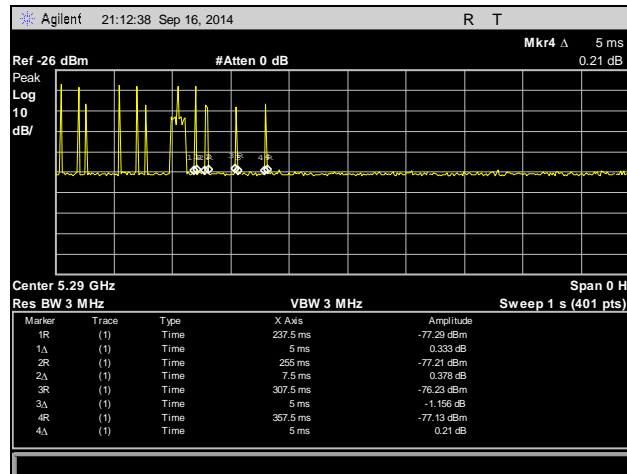 Agilent 21:12:38 Sep 16, 2014 R T
Mkr4 Δ 5 ms
Ref -26 dBm #Atten 0 dB 0.21 dB
Peak
Log
10
dB/
Center 5.29 GHz Span 0 H
Res BW 3 MHz VBW 3 MHz Sweep 1 s (401 pts)
Marker Trace Type X Axis Amplitude
1R (1) Time 237.5 ms -77.29 dBm
1Δ (1) Time 5 ms 0.333 dB
2R (1) Time 255 ms -77.21 dBm
2Δ (1) Time 7.5 ms 0.378 dB
3R (1) Time 307.5 ms -76.23 dBm
3Δ (1) Time 5 ms -1.156 dB
4R (1) Time 357.5 ms -77.13 dBm
4Δ (1) Time 5 ms 0.21 dB